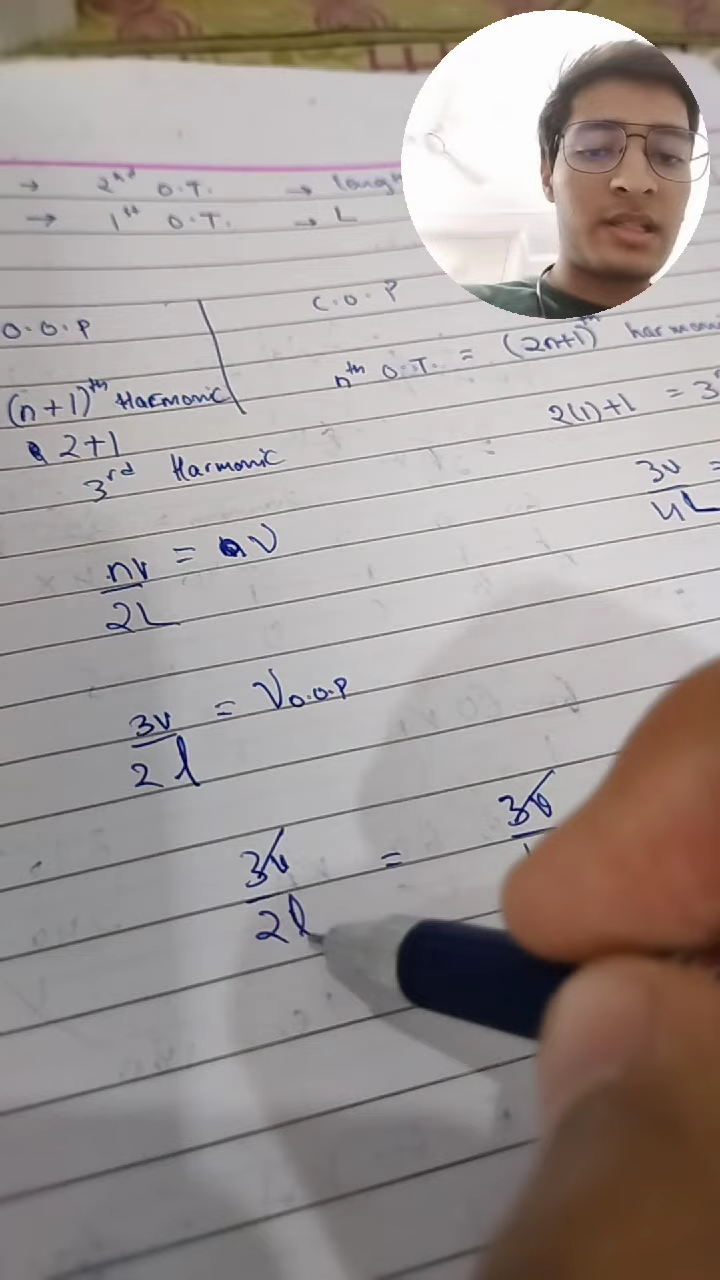 → 2nd O.T. → length
→ 1st O.T. → L
O.O.P
C.O.P
(n+1)th Harmonic
nth O.T. = (2n+1)th harmonic
2+1
2(1)+1 = 3
3rd Harmonic
3v/4L =
nv/2L = ν
3v/2l = νo.o.p
3v/2l = 3v